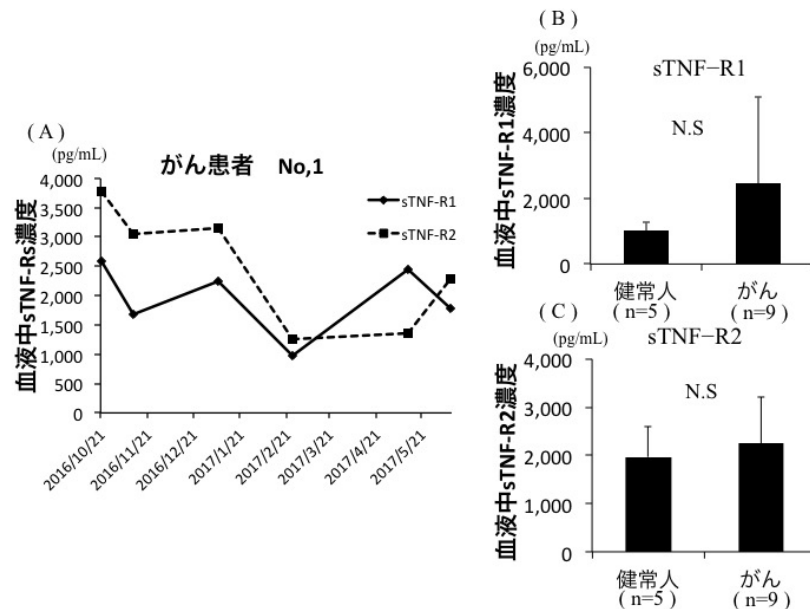 ( A )
(pg/mL)
がん患者 No,1
血液中sTNF-Rs濃度
4,000
3,500
3,000
2,500
2,000
1,500
1,000
500
0
sTNF-R1
sTNF-R2
2016/10/21
2016/11/21
2016/12/21
2017/1/21
2017/2/21
2017/3/21
2017/4/21
2017/5/21
( B )
(pg/mL)
sTNF−R1
血液中sTNF-R1濃度
6,000
4,000
2,000
0
N.S
健常人
がん
( n=5 )
( n=9 )
( C )
(pg/mL)
sTNF−R2
血液中sTNF-R2濃度
4,000
3,000
2,000
1,000
0
N.S
健常人
がん
( n=5 )
( n=9 )